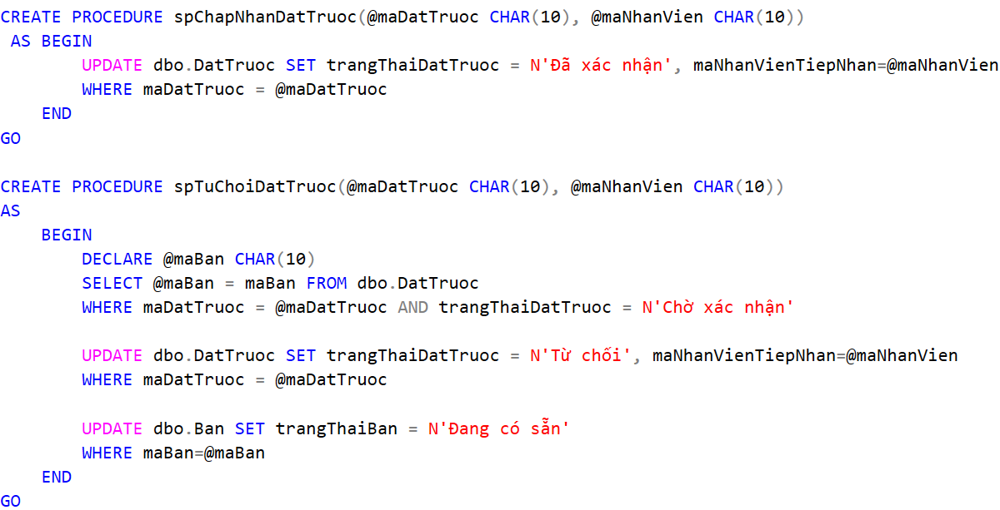 CREATE PROCEDURE spChapNhanDatTruoc(@maDatTruoc CHAR(10), @maNhanVien CHAR(10))
AS BEGIN
UPDATE dbo.DatTruoc SET trangThaiDatTruoc = N'Đã xác nhận', maNhanVienTiepNhan=@maNhanVien
WHERE maDatTruoc = @maDatTruoc
END
GO
CREATE PROCEDURE spTuChoiDatTruoc(@maDatTruoc CHAR(10), @maNhanVien CHAR(10))
AS
BEGIN
DECLARE @maBan CHAR(10)
SELECT @maBan = maBan FROM dbo.DatTruoc
WHERE maDatTruoc = @maDatTruoc AND trangThaiDatTruoc = N'Chờ xác nhận'
UPDATE dbo.DatTruoc SET trangThaiDatTruoc = N'Từ chối', maNhanVienTiepNhan=@maNhanVien
WHERE maDatTruoc = @maDatTruoc
UPDATE dbo.Ban SET trangThaiBan = N'Đang có sẵn'
WHERE maBan=@maBan
END
GO